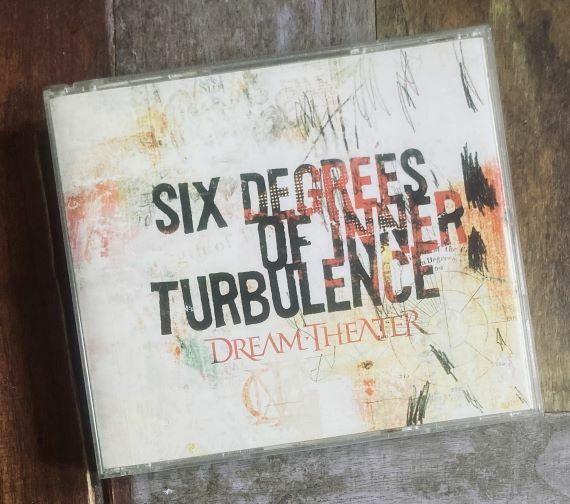 SIX DEGREES
OF INNER
TURBULENCE
DREAM THEATER